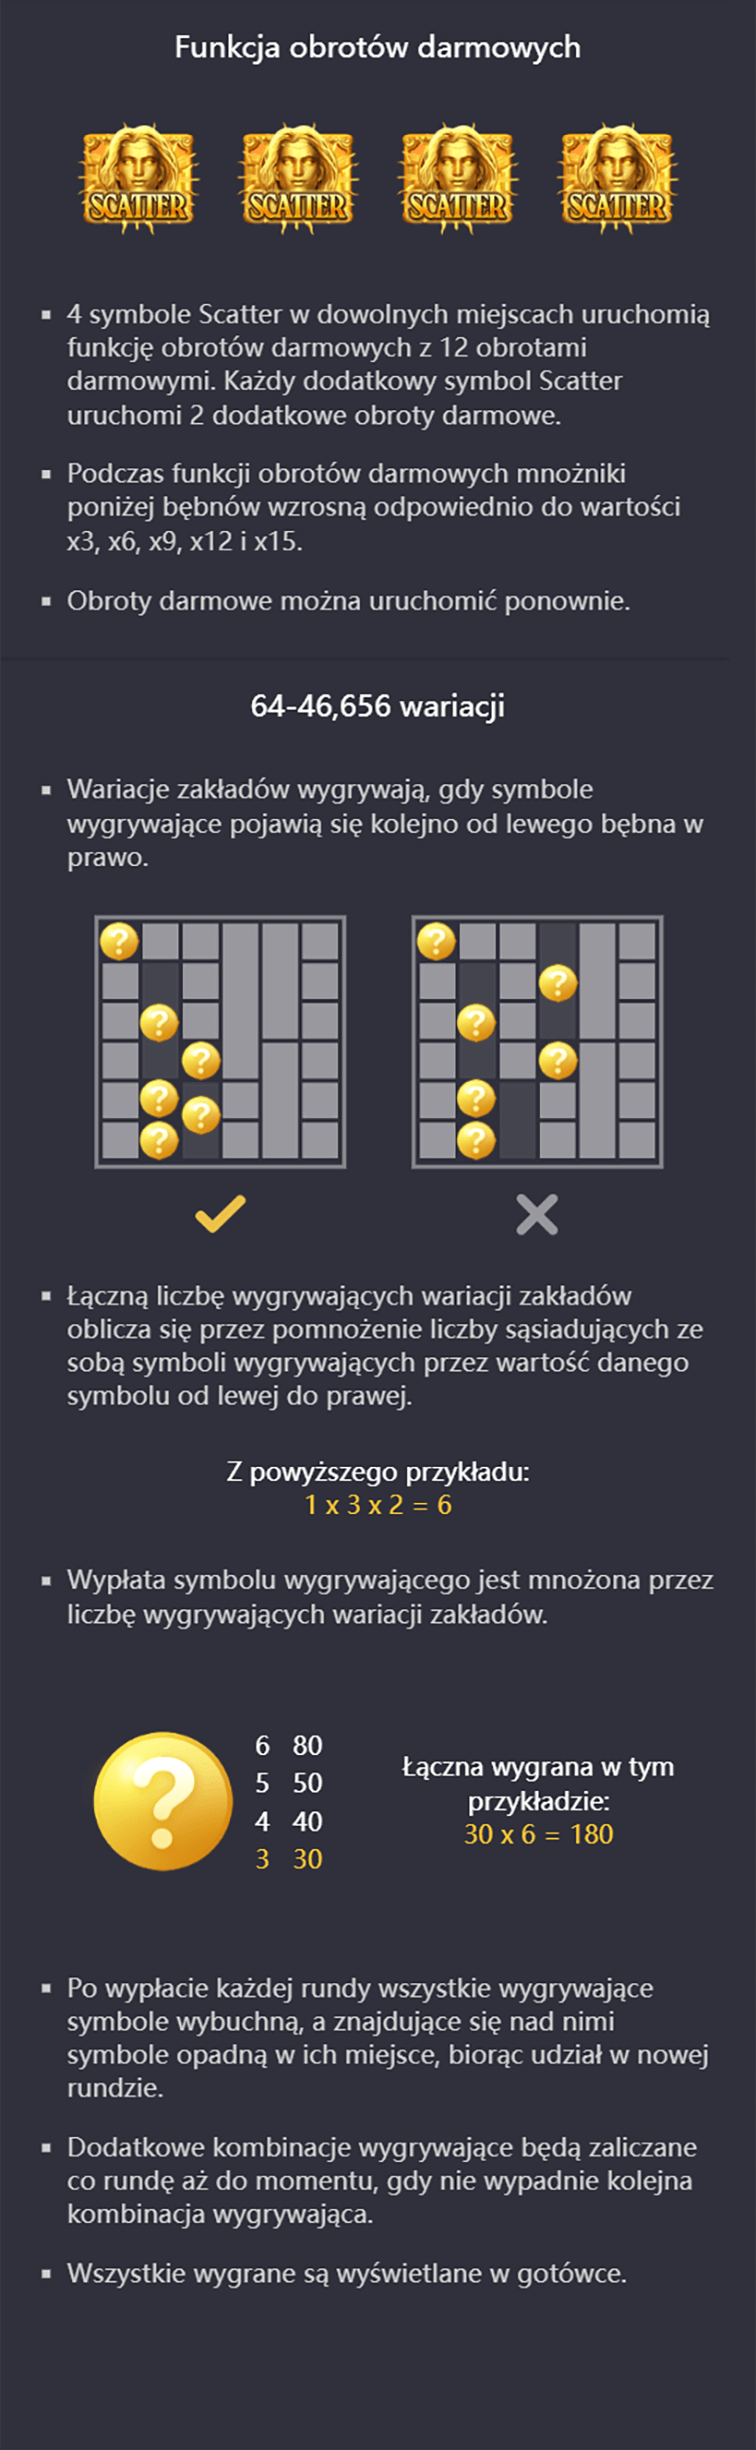 Funkcja obrotów darmowych
SCATTER SCATTER SCATTER SCATTER
4 symbole Scatter w dowolnych miejscach uruchomią
funkcję obrotów darmowych z 12 obrotami
darmowymi. Każdy dodatkowy symbol Scatter
uruchomi 2 dodatkowe obroty darmowe.
Podczas funkcji obrotów darmowych mnożniki
poniżej bębnów wzrosną odpowiednio do wartości
x3, x6, x9, x12 i x15.
Obroty darmowe można uruchomić ponownie.
64-46,656 wariacji
Wariacje zakładów wygrywają, gdy symbole
wygrywające pojawią się kolejno od lewego bębna w
prawo.
? ?
?
? ?
? ?
? ?
?
? ?
Łączną liczbę wygrywających wariacji zakładów
oblicza się przez pomnożenie liczby sąsiadujących ze
sobą symboli wygrywających przez wartość danego
symbolu od lewej do prawej.
Z powyższego przykładu:
1 x 3 x 2 = 6
Wypłata symbolu wygrywającego jest mnożona przez
liczbę wygrywających wariacji zakładów.
?
6 80
5 50
4 40
3 30
Łączna wygrana w tym
przykładzie:
30 x 6 = 180
Po wypłacie każdej rundy wszystkie wygrywające
symbole wybuchną, a znajdujące się nad nimi
symbole opadną w ich miejsce, biorąc udział w nowej
rundzie.
Dodatkowe kombinacje wygrywające będą zaliczane
co rundę aż do momentu, gdy nie wypadnie kolejna
kombinacja wygrywająca.
Wszystkie wygrane są wyświetlane w gotówce.